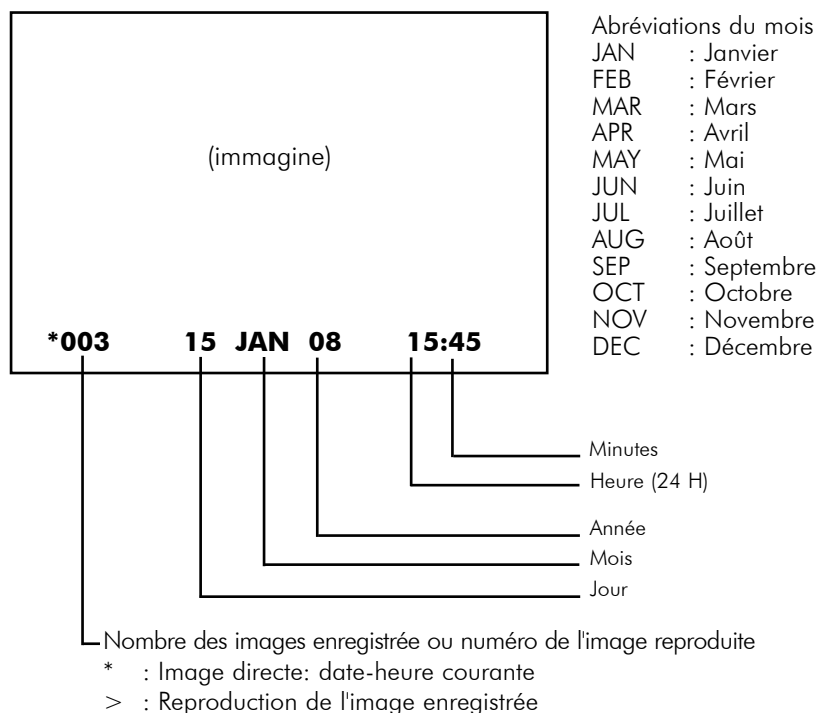 (immagine)
*003 15 JAN 08 15:45
Abréviations du mois
JAN : Janvier
FEB : Février
MAR : Mars
APR : Avril
MAY : Mai
JUN : Juin
JUL : Juillet
AUG : Août
SEP : Septembre
OCT : Octobre
NOV : Novembre
DEC : Décembre
Minutes
Heure (24 H)
Année
Mois
Jour
Nombre des images enregistrée ou numéro de l'image reproduite
* : Image directe: date-heure courante
> : Reproduction de l'image enregistrée